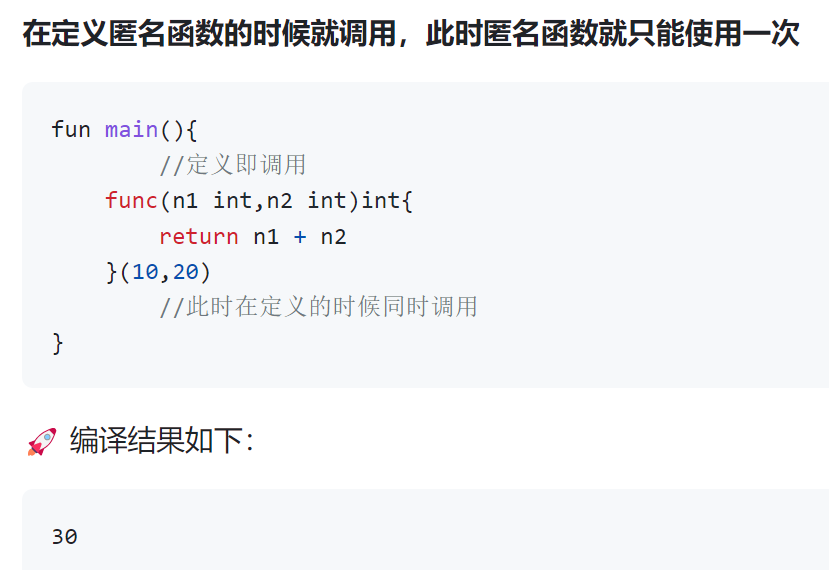 在定义匿名函数的时候就调用，此时匿名函数就只能使用一次
fun main(){
//定义即调用
func(n1 int,n2 int)int{
return n1 + n2
}(10,20)
//此时在定义的时候同时调用
}
🚀 编译结果如下：
30